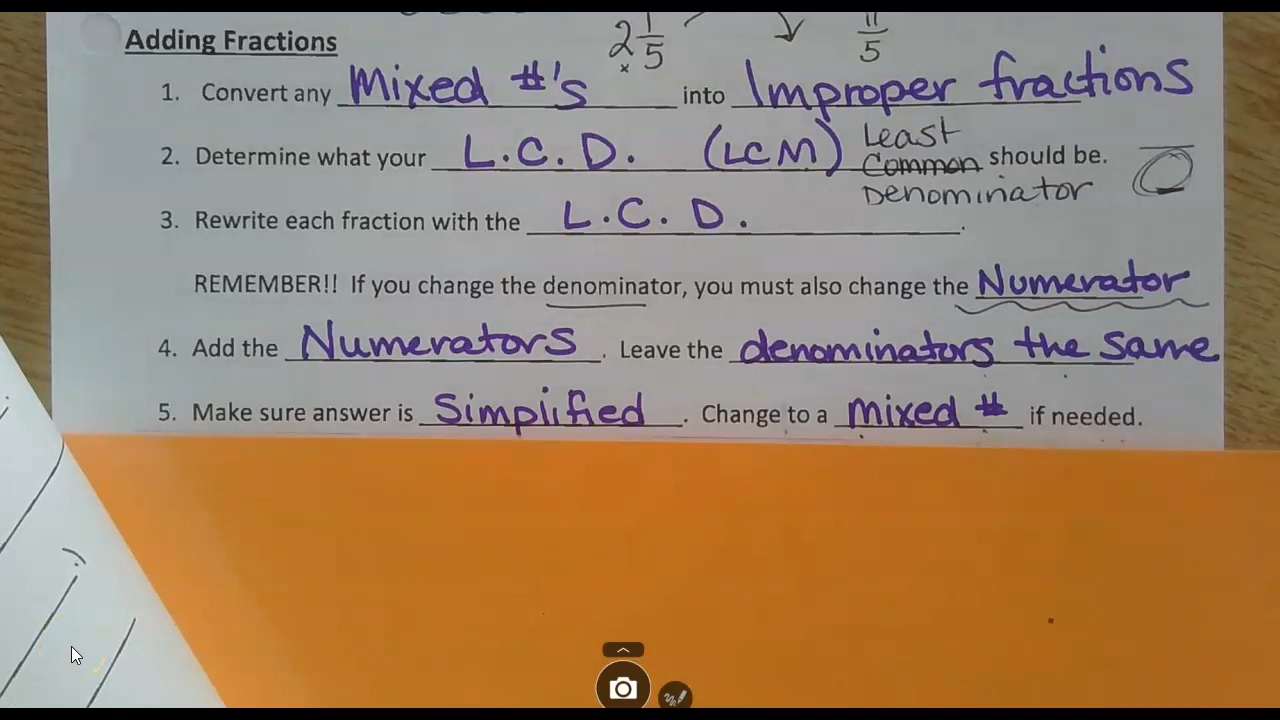 2 1/5 11/5
Adding Fractions
1. Convert any Mixed #'s into Improper fractions
2. Determine what your L.C.D. (LCM) Least Common Denominator should be.
3. Rewrite each fraction with the L.C.D.
REMEMBER!! If you change the denominator, you must also change the Numerator
4. Add the Numerators. Leave the denominators the same
5. Make sure answer is Simplified. Change to a mixed # if needed.